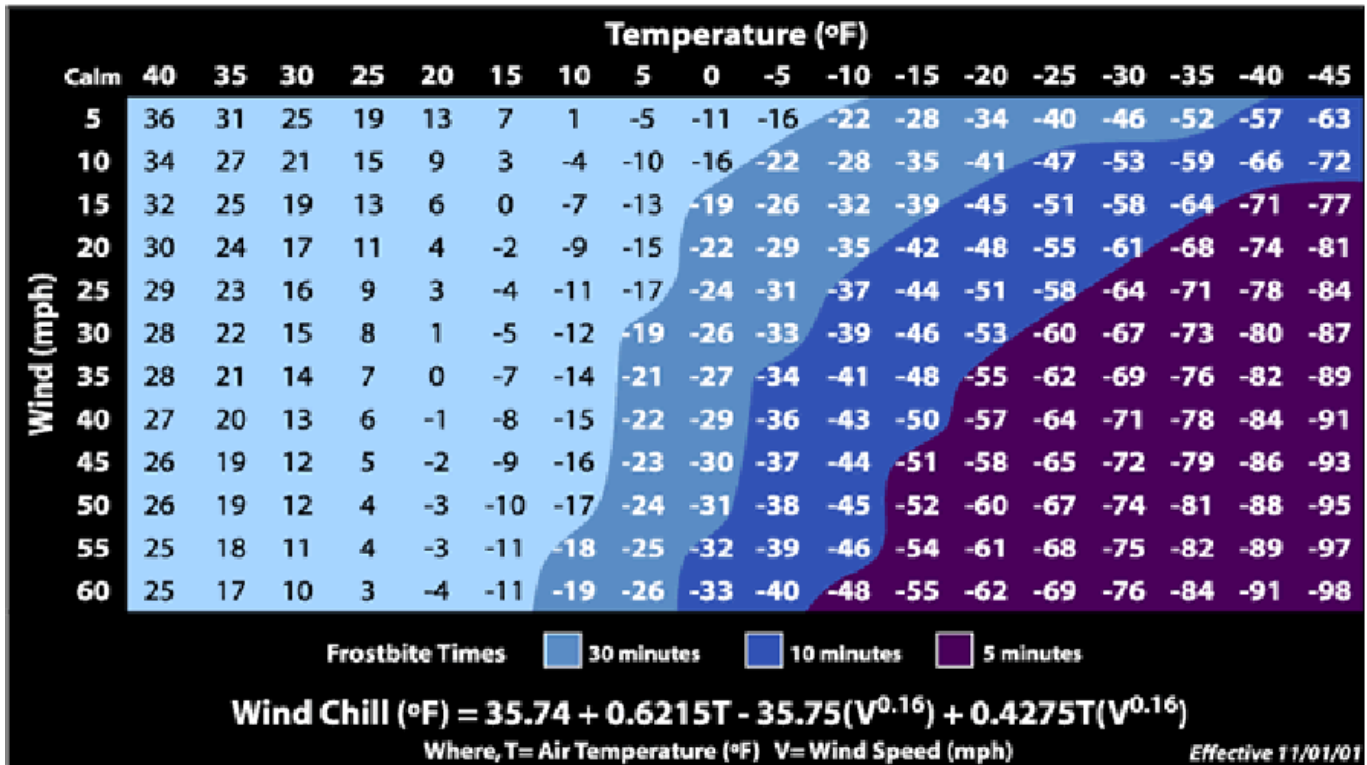 Temperature (ºF)
Calm 40 35 30 25 20 15 10 5 0 -5 -10 -15 -20 -25 -30 -35 -40 -45
5 36 31 25 19 13 7 1 -5 -11 -16 -22 -28 -34 -40 -46 -52 -57 -63
10 34 27 21 15 9 3 -4 -10 -16 -22 -28 -35 -41 -47 -53 -59 -66 -72
15 32 25 19 13 6 0 -7 -13 -19 -26 -32 -39 -45 -51 -58 -64 -71 -77
20 30 24 17 11 4 -2 -9 -15 -22 -29 -35 -42 -48 -55 -61 -68 -74 -81
25 29 23 16 9 3 -4 -11 -17 -24 -31 -37 -44 -51 -58 -64 -71 -78 -84
30 28 22 15 8 1 -5 -12 -19 -26 -33 -39 -46 -53 -60 -67 -73 -80 -87
35 28 21 14 7 0 -7 -14 -21 -27 -34 -41 -48 -55 -62 -69 -76 -82 -89
40 27 20 13 6 -1 -8 -15 -22 -29 -36 -43 -50 -57 -64 -71 -78 -84 -91
45 26 19 12 5 -2 -9 -16 -23 -30 -37 -44 -51 -58 -65 -72 -79 -86 -93
50 26 19 12 4 -3 -10 -17 -24 -31 -38 -45 -52 -60 -67 -74 -81 -88 -95
55 25 18 11 4 -3 -11 -18 -25 -32 -39 -46 -54 -61 -68 -75 -82 -89 -97
60 25 17 10 3 -4 -11 -19 -26 -33 -40 -48 -55 -62 -69 -76 -84 -91 -98
Wind (mph)
Frostbite Times 30 minutes 10 minutes 5 minutes
Wind Chill (ºF) = 35.74 + 0.6215T - 35.75(V^0.16) + 0.4275T(V^0.16)
Where, T= Air Temperature (ºF) V= Wind Speed (mph) Effective 11/01/01